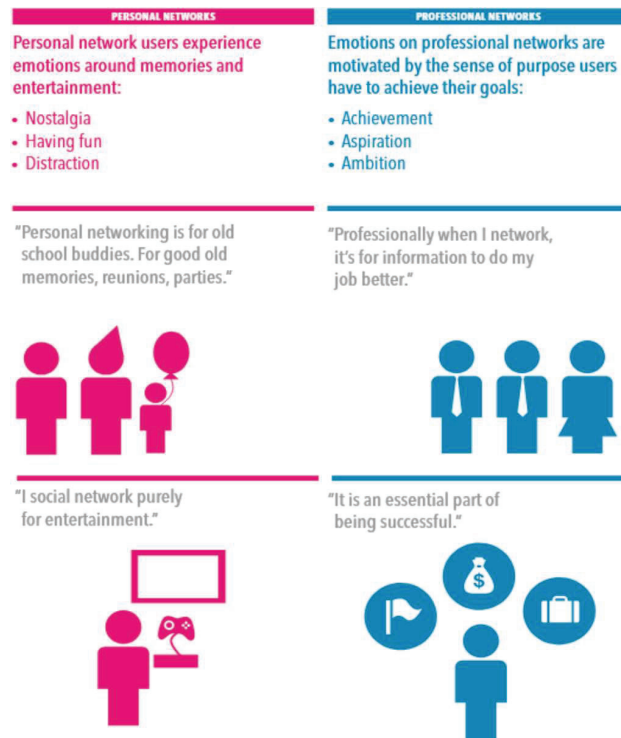 PERSONAL NETWORKS
Personal network users experience
emotions around memories and
entertainment:
• Nostalgia
• Having fun
• Distraction
"Personal networking is for old
school buddies. For good old
memories, reunions, parties."
"I social network purely
for entertainment."
PROFESSIONAL NETWORKS
Emotions on professional networks are
motivated by the sense of purpose users
have to achieve their goals:
• Achievement
• Aspiration
• Ambition
"Professionally when I network,
it's for information to do my
job better."
"It is an essential part of
being successful."
$